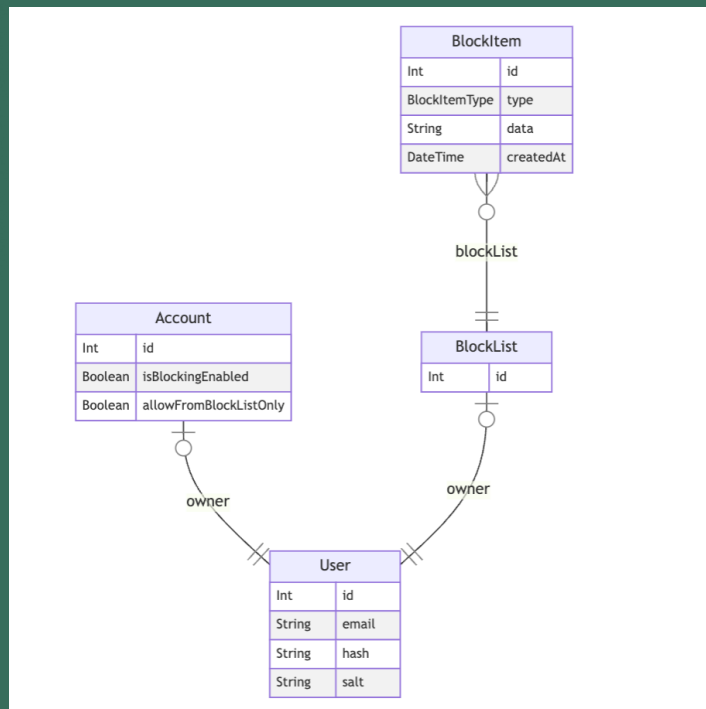 BlockItem
Int id
BlockItemType type
String data
DateTime createdAt
blockList
BlockList
Int id
Account
Int id
Boolean isBlockingEnabled
Boolean allowFromBlockListOnly
owner
owner
User
Int id
String email
String hash
String salt